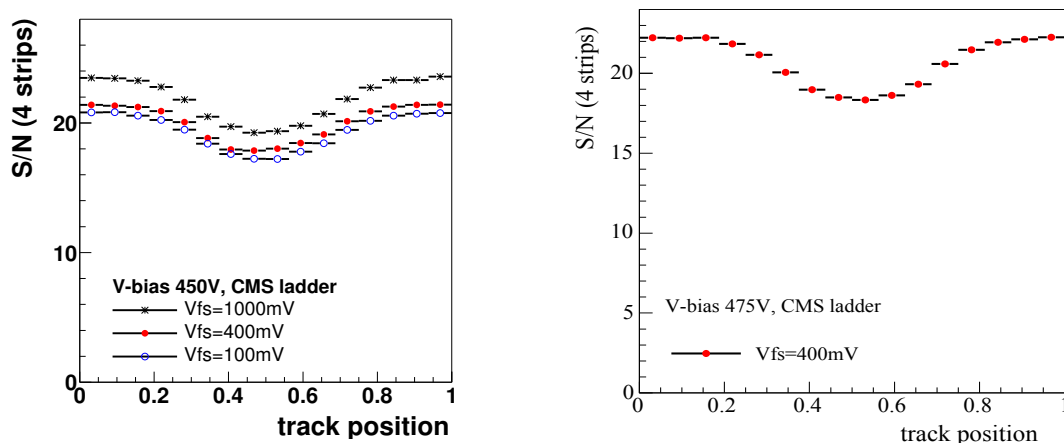 S/N (4 strips)
20
10
0
V-bias 450V, CMS ladder
Vfs=1000mV
Vfs=400mV
Vfs=100mV
0 0.2 0.4 0.6 0.8 1
track position
S/N (4 strips)
20
15
10
5
0
V-bias 475V, CMS ladder
Vfs=400mV
0 0.2 0.4 0.6 0.8 1
track position